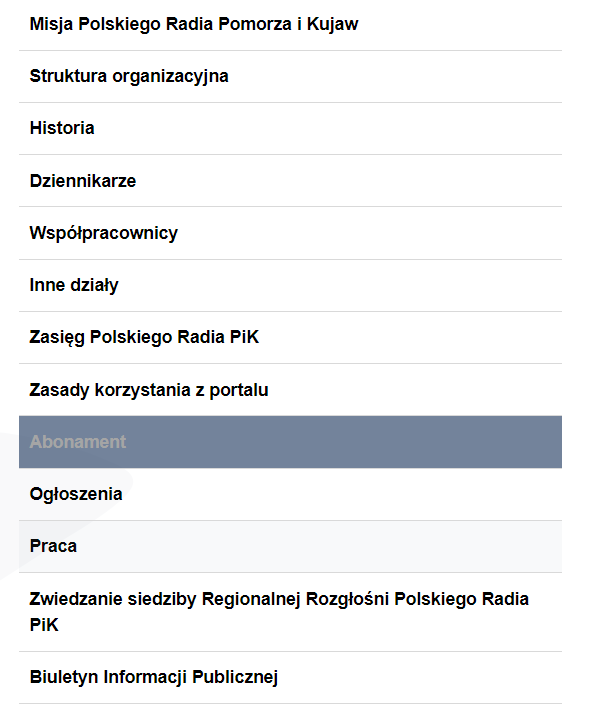 Misja Polskiego Radia Pomorza i Kujaw
Struktura organizacyjna
Historia
Dziennikarze
Współpracownicy
Inne działy
Zasięg Polskiego Radia PiK
Zasady korzystania z portalu
Abonament
Ogłoszenia
Praca
Zwiedzanie siedziby Regionalnej Rozgłośni Polskiego Radia
PiK
Biuletyn Informacji Publicznej